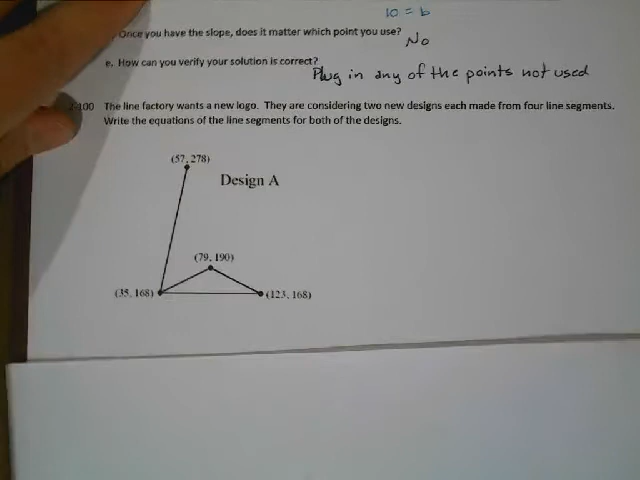 10 = b
Once you have the slope, does it matter which point you use?
No
e. How can you verify your solution is correct?
Plug in any of the points not used
-100 The line factory wants a new logo. They are considering two new designs each made from four line segments.
Write the equations of the line segments for both of the designs.
(57, 278)
Design A
(79, 190)
(35, 168)
(123, 168)